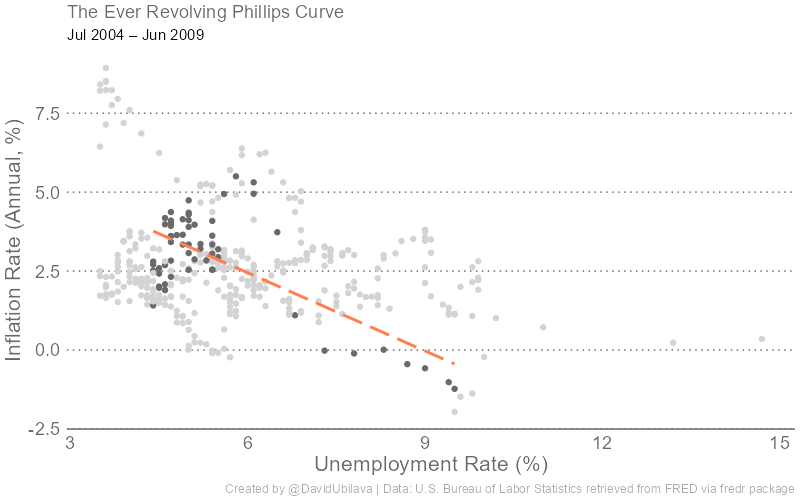 The Ever Revolving Phillips Curve
Jul 2004 – Jun 2009
Inflation Rate (Annual, %)
7.5
5.0
2.5
0.0
-2.5
3 6 9 12 15
Unemployment Rate (%)
Created by @DavidUbilava | Data: U.S. Bureau of Labor Statistics retrieved from FRED via fredr package